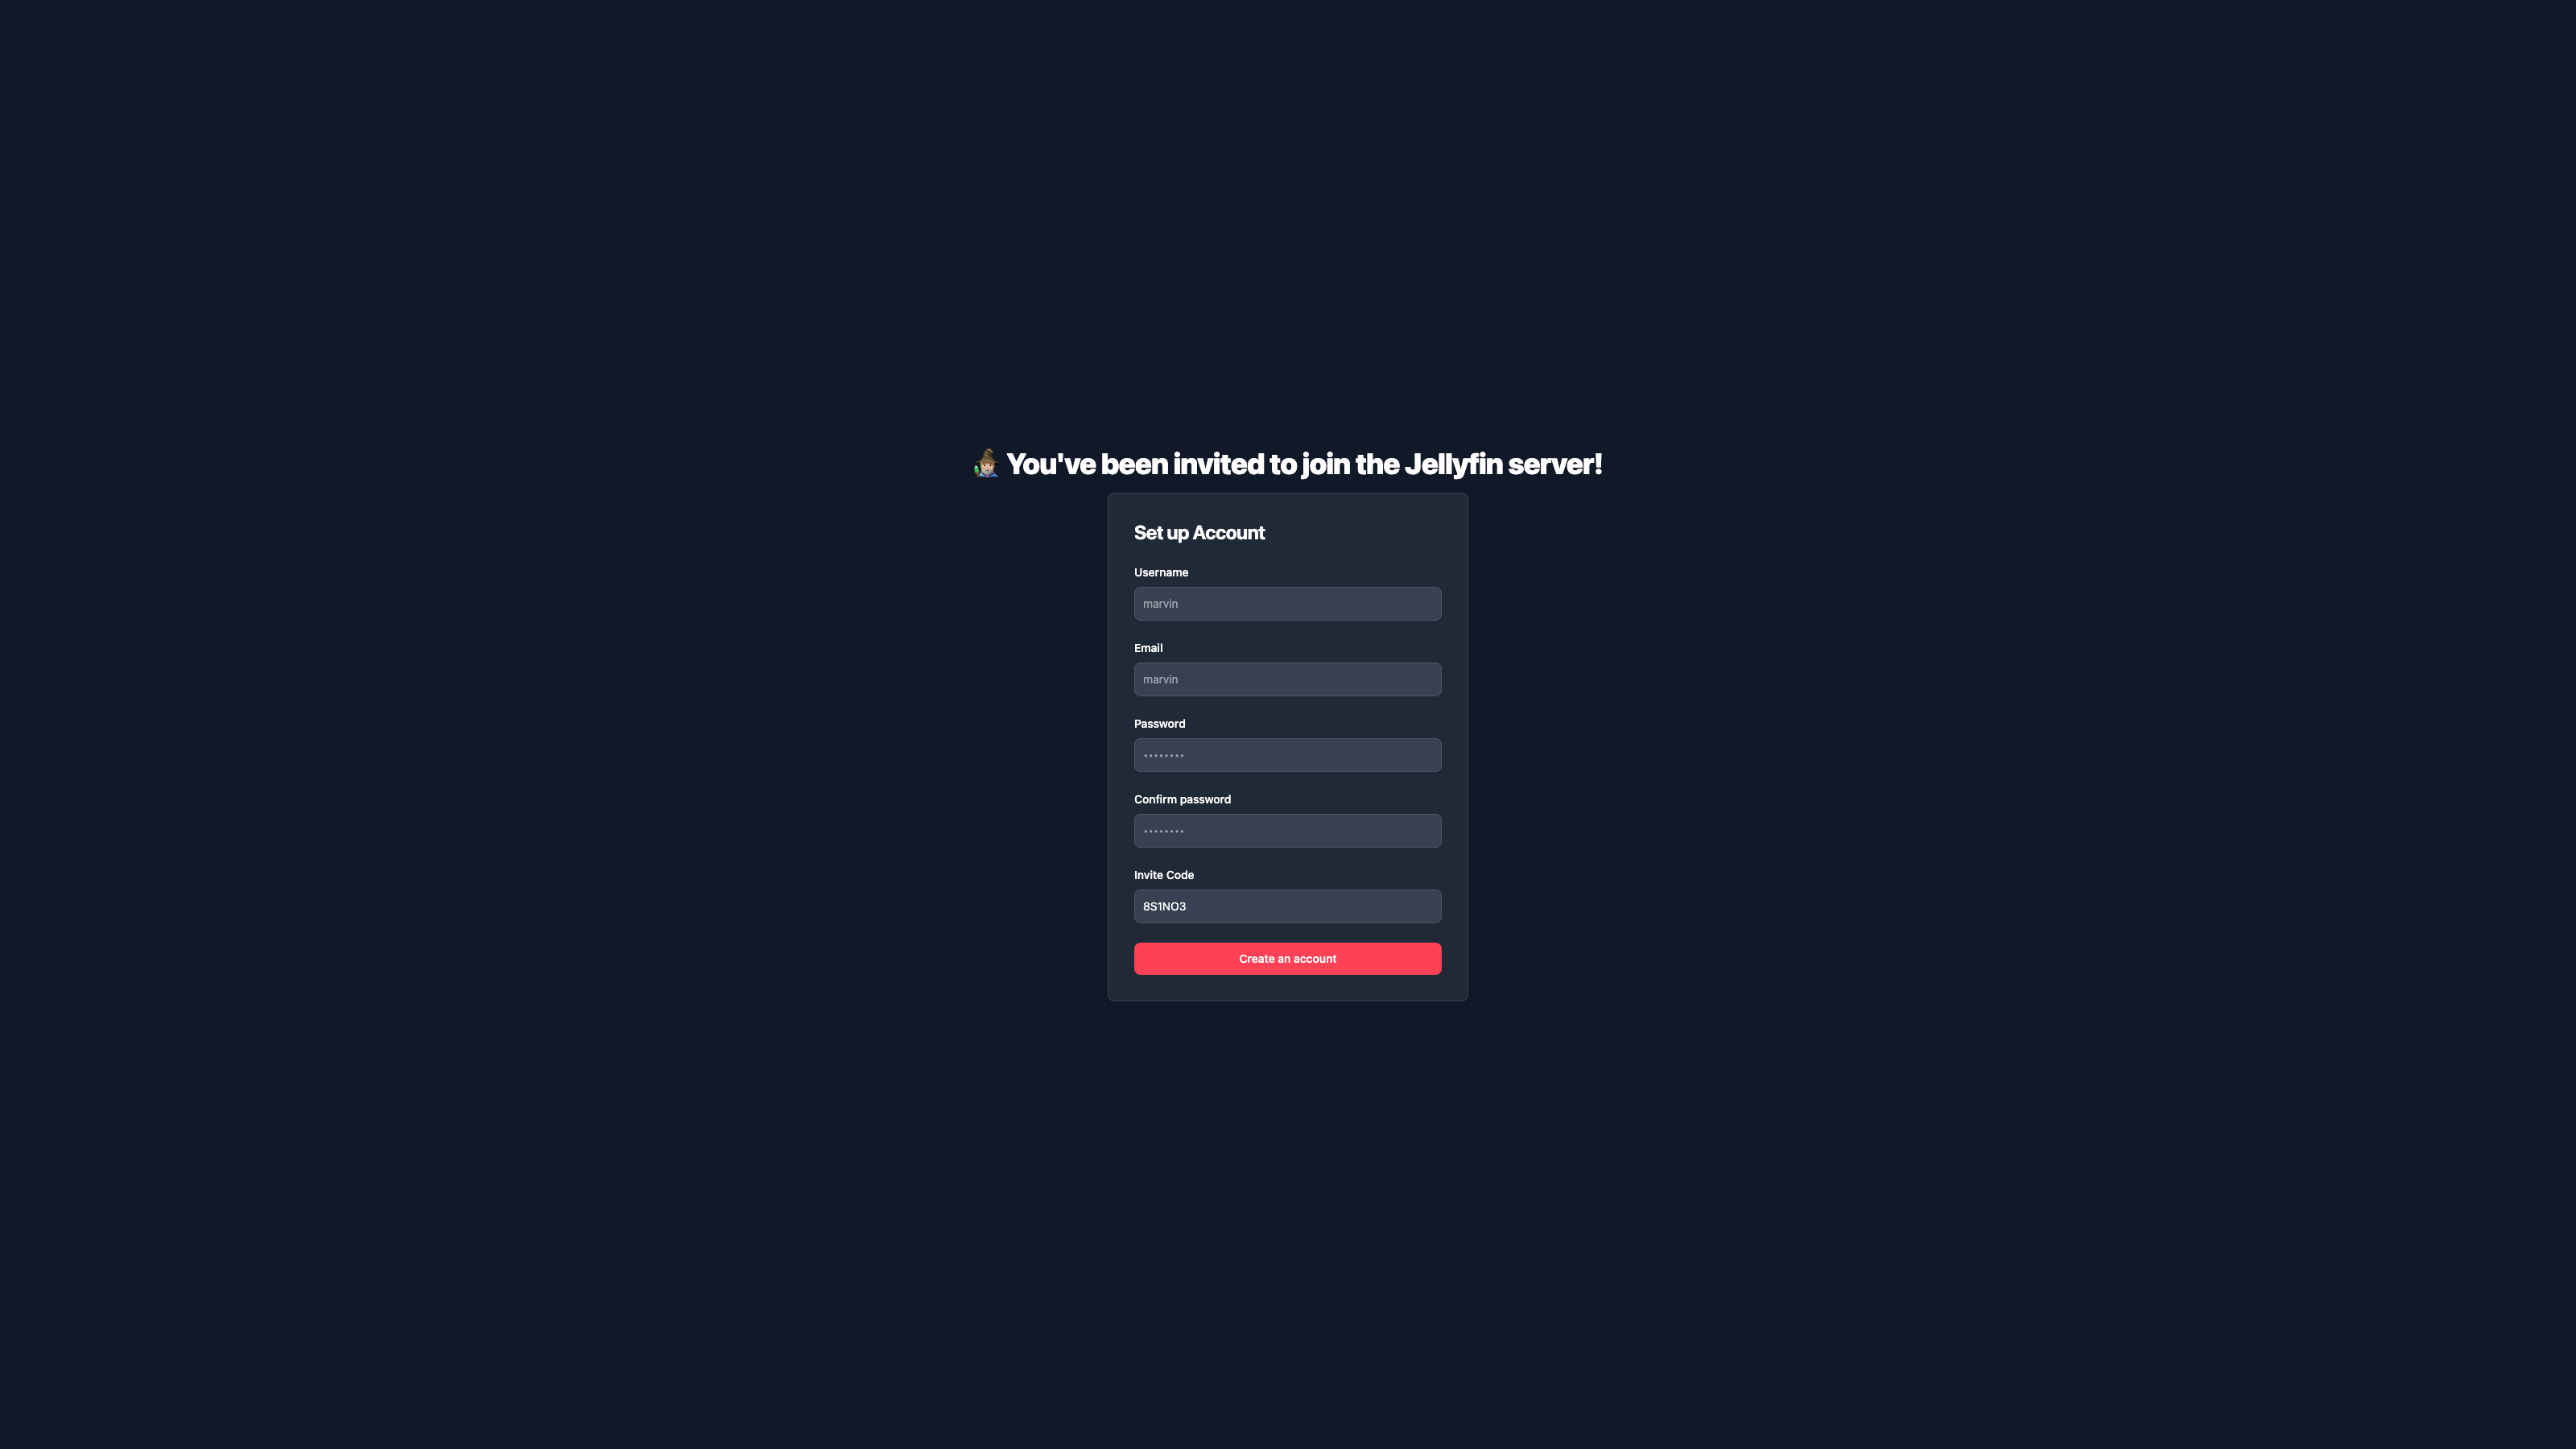 You've been invited to join the Jellyfin server!
Set up Account
Username
marvin
Email
marvin
Password
••••••••
Confirm password
••••••••
Invite Code
8S1NO3
Create an account